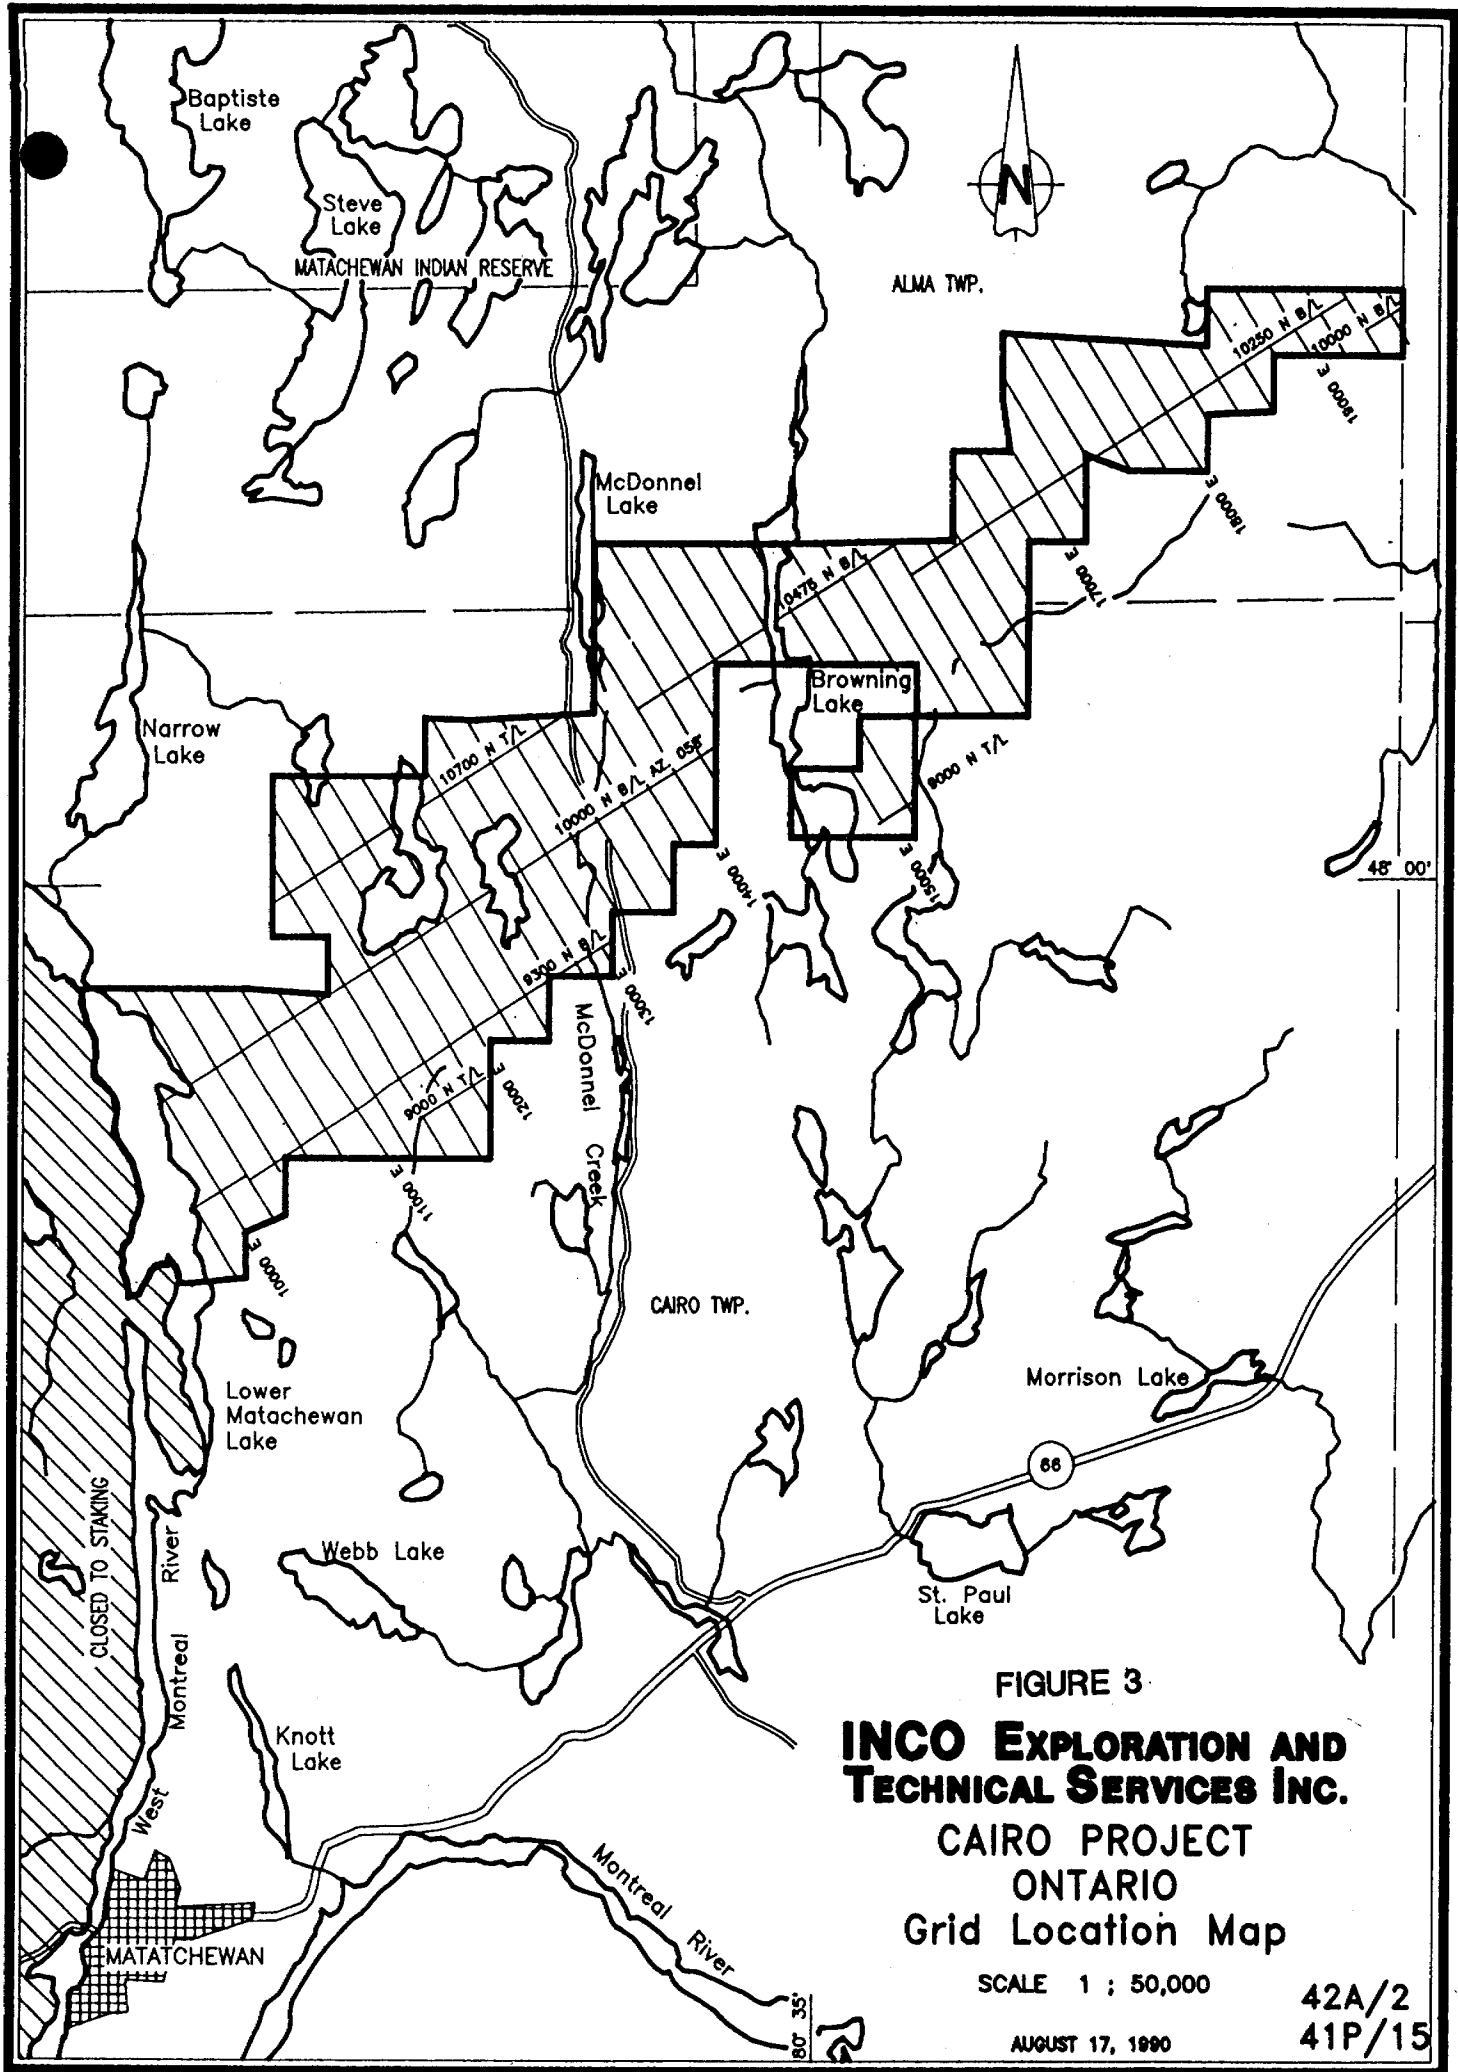 Baptiste
Lake
Steve
Lake
MATACHEWAN INDIAN RESERVE
N
ALMA TWP.
10250 N B/L
10000 N B/L
19000 E
McDonnel
Lake
18000 E
17000 E
10475 N B/L
Browning
Lake
Narrow
Lake
10700 N T/L
10000 N B/L AZ. 058°
9000 N T/L
14000 E
15000 E
48° 00'
9300 N B/L
13000 E
McDonnel Creek
9000 N T/L
12000 E
11000 E
10000 E
CAIRO TWP.
Morrison Lake
Lower
Matachewan
Lake
66
CLOSED TO STAKING
West Montreal River
Webb Lake
St. Paul
Lake
Knott
Lake
Montreal River
MATATCHEWAN
80° 35'
FIGURE 3
INCO EXPLORATION AND
TECHNICAL SERVICES INC.
CAIRO PROJECT
ONTARIO
Grid Location Map
SCALE 1 : 50,000
AUGUST 17, 1990
42A/2
41P/15